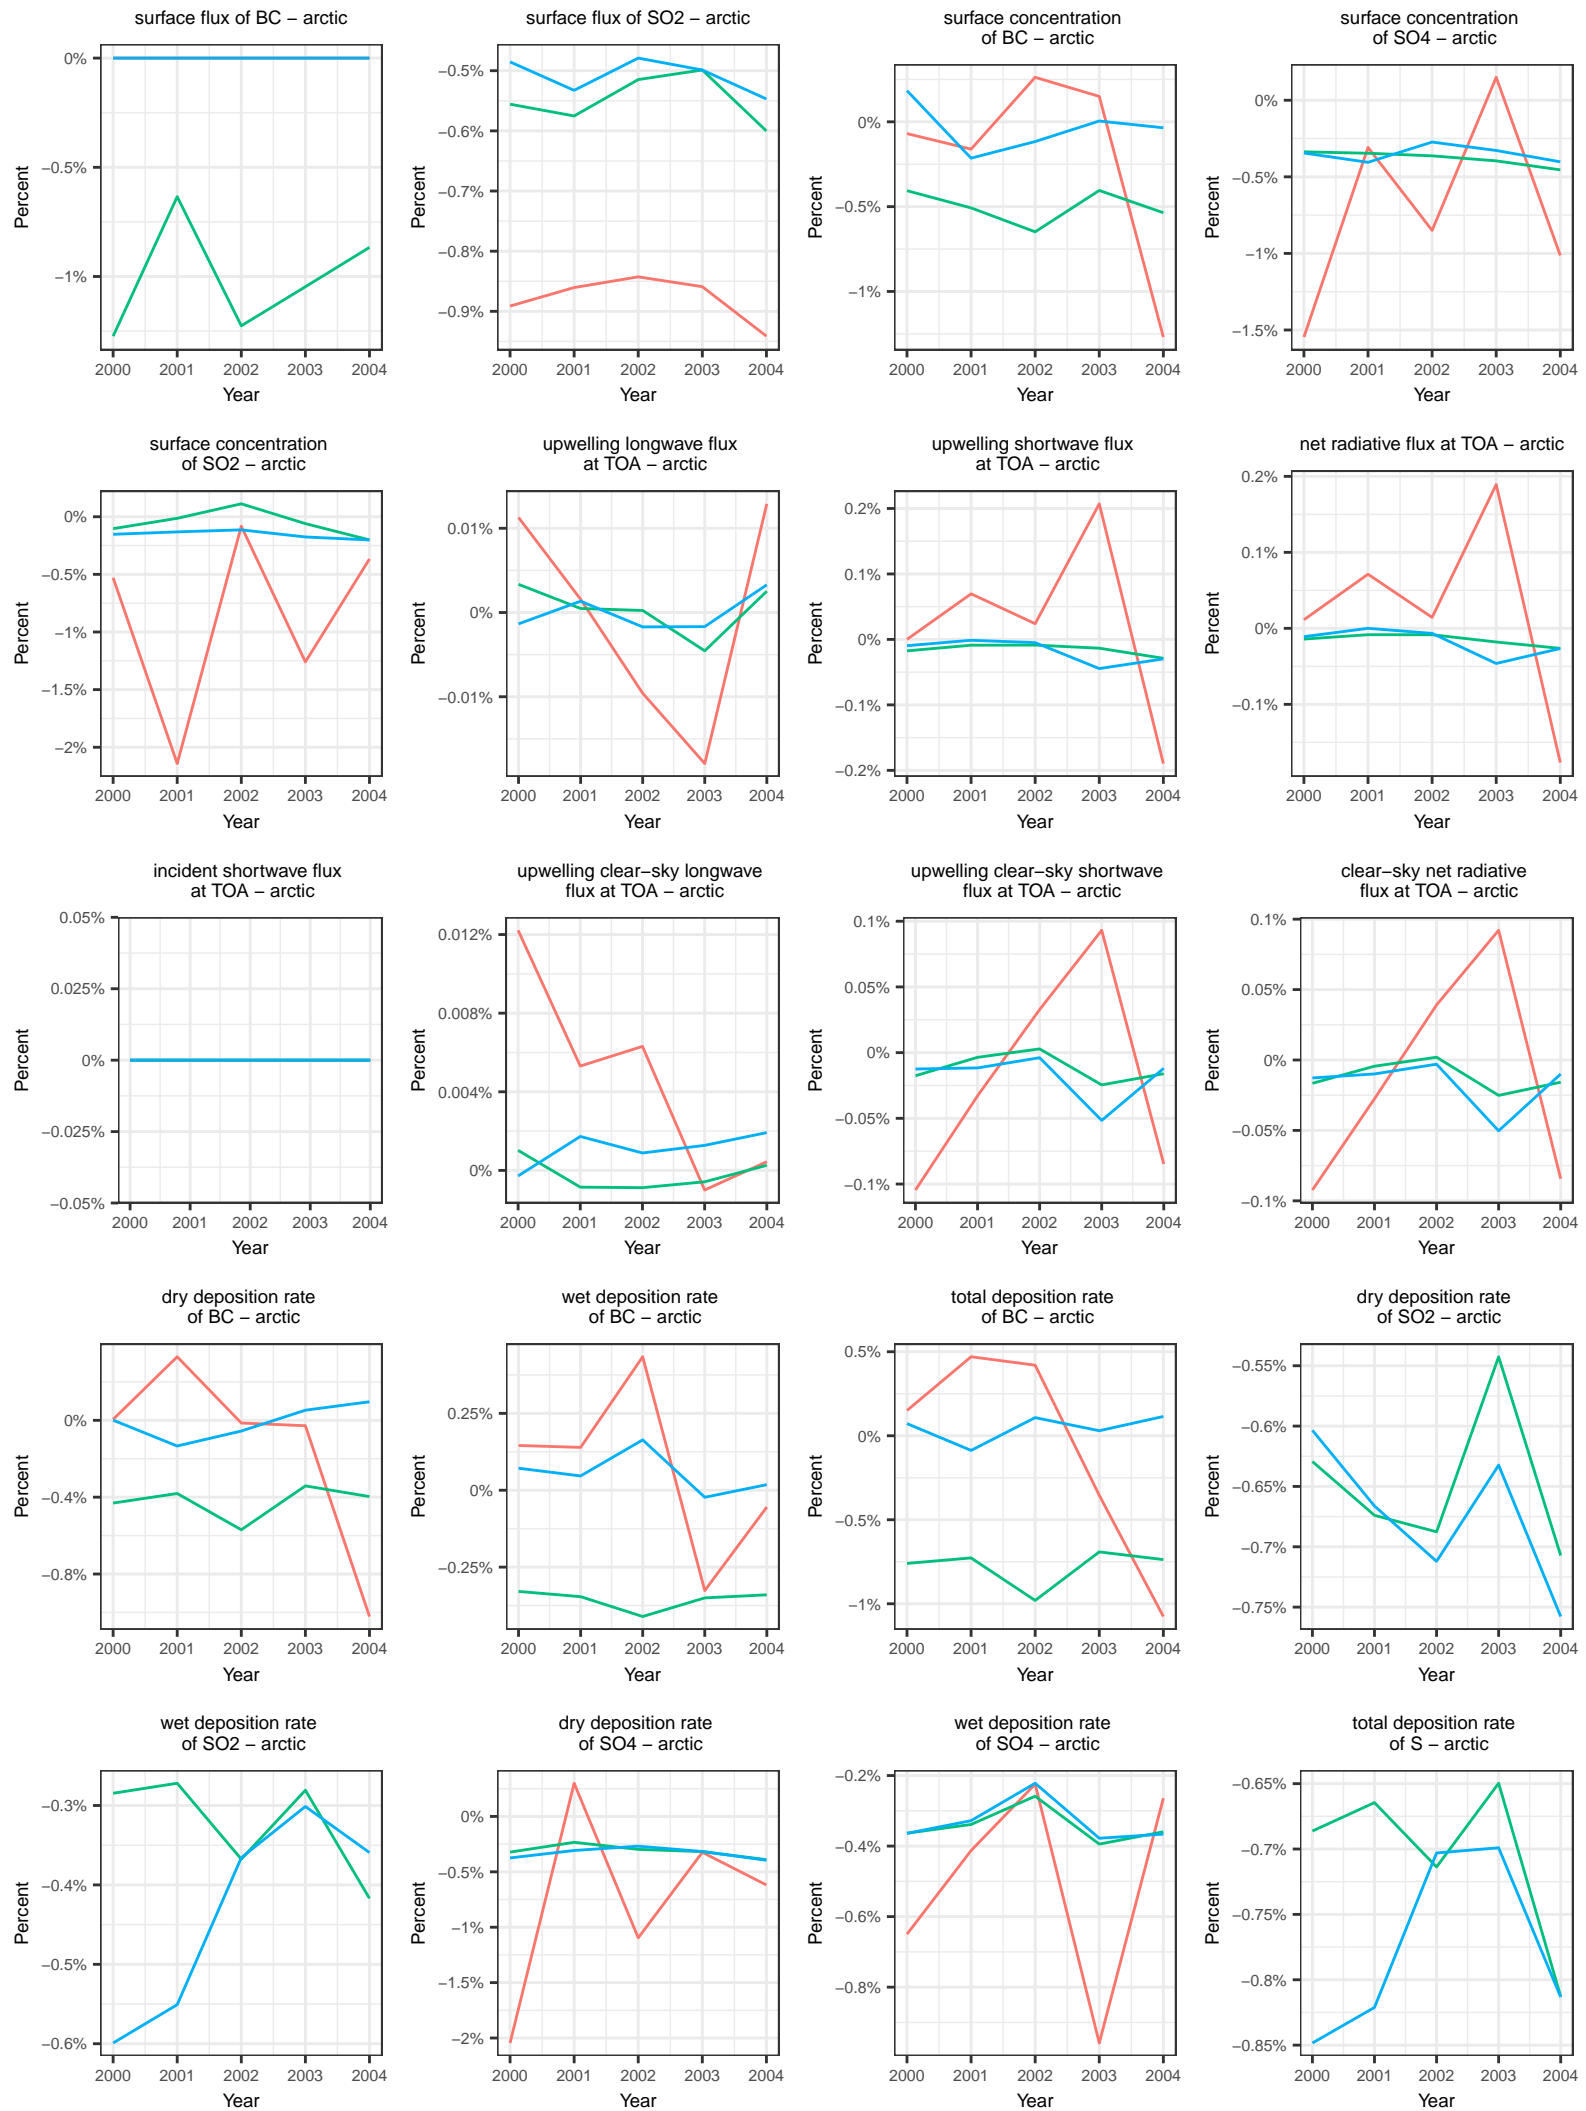 surface flux of BC − arctic
0%
−0.5%
−1%
Percent
2000 2001 2002 2003 2004
Year
surface flux of SO2 − arctic
−0.5%
−0.6%
−0.7%
−0.8%
−0.9%
Percent
2000 2001 2002 2003 2004
Year
surface concentration
of BC − arctic
0%
−0.5%
−1%
Percent
2000 2001 2002 2003 2004
Year
surface concentration
of SO4 − arctic
0%
−0.5%
−1%
−1.5%
Percent
2000 2001 2002 2003 2004
Year
surface concentration
of SO2 − arctic
0%
−0.5%
−1%
−1.5%
−2%
Percent
2000 2001 2002 2003 2004
Year
upwelling longwave flux
at TOA − arctic
0.01%
0%
−0.01%
Percent
2000 2001 2002 2003 2004
Year
upwelling shortwave flux
at TOA − arctic
0.2%
0.1%
0%
−0.1%
−0.2%
Percent
2000 2001 2002 2003 2004
Year
net radiative flux at TOA − arctic
0.2%
0.1%
0%
−0.1%
Percent
2000 2001 2002 2003 2004
Year
incident shortwave flux
at TOA − arctic
0.05%
0.025%
0%
−0.025%
−0.05%
Percent
2000 2001 2002 2003 2004
Year
upwelling clear−sky longwave
flux at TOA − arctic
0.012%
0.008%
0.004%
0%
Percent
2000 2001 2002 2003 2004
Year
upwelling clear−sky shortwave
flux at TOA − arctic
0.1%
0.05%
0%
−0.05%
−0.1%
Percent
2000 2001 2002 2003 2004
Year
clear−sky net radiative
flux at TOA − arctic
0.1%
0.05%
0%
−0.05%
−0.1%
Percent
2000 2001 2002 2003 2004
Year
dry deposition rate
of BC − arctic
0%
−0.4%
−0.8%
Percent
2000 2001 2002 2003 2004
Year
wet deposition rate
of BC − arctic
0.25%
0%
−0.25%
Percent
2000 2001 2002 2003 2004
Year
total deposition rate
of BC − arctic
0.5%
0%
−0.5%
−1%
Percent
2000 2001 2002 2003 2004
Year
dry deposition rate
of SO2 − arctic
−0.55%
−0.6%
−0.65%
−0.7%
−0.75%
Percent
2000 2001 2002 2003 2004
Year
wet deposition rate
of SO2 − arctic
−0.3%
−0.4%
−0.5%
−0.6%
Percent
2000 2001 2002 2003 2004
Year
dry deposition rate
of SO4 − arctic
0%
−0.5%
−1%
−1.5%
−2%
Percent
2000 2001 2002 2003 2004
Year
wet deposition rate
of SO4 − arctic
−0.2%
−0.4%
−0.6%
−0.8%
Percent
2000 2001 2002 2003 2004
Year
total deposition rate
of S − arctic
−0.65%
−0.7%
−0.75%
−0.8%
−0.85%
Percent
2000 2001 2002 2003 2004
Year